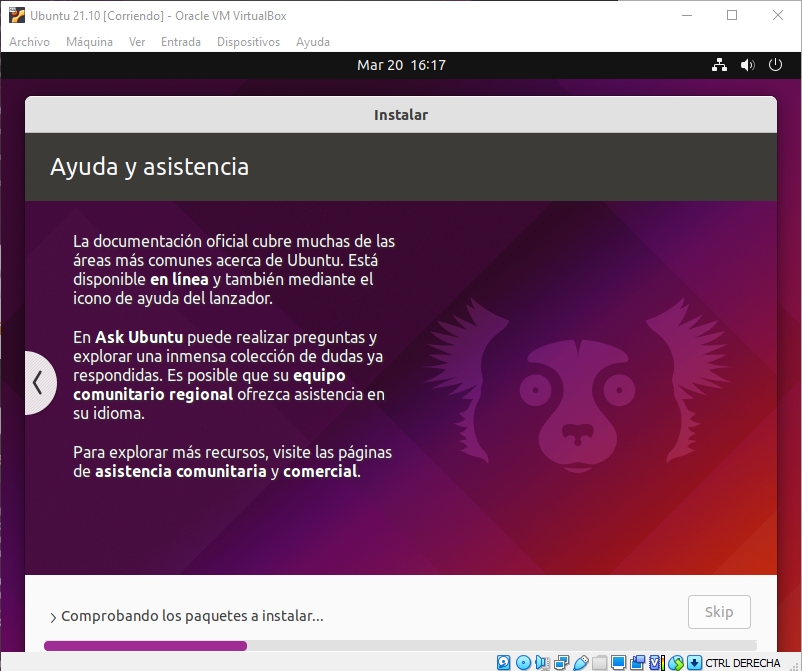 Ubuntu 21.10 [Corriendo] - Oracle VM VirtualBox
Archivo Máquina Ver Entrada Dispositivos Ayuda
Mar 20 16:17
Instalar
Ayuda y asistencia
La documentación oficial cubre muchas de las
áreas más comunes acerca de Ubuntu. Está
disponible en línea y también mediante el
icono de ayuda del lanzador.
En Ask Ubuntu puede realizar preguntas y
explorar una inmensa colección de dudas ya
respondidas. Es posible que su equipo
comunitario regional ofrezca asistencia en
su idioma.
Para explorar más recursos, visite las páginas
de asistencia comunitaria y comercial.
Comprobando los paquetes a instalar...
Skip
CTRL DERECHA